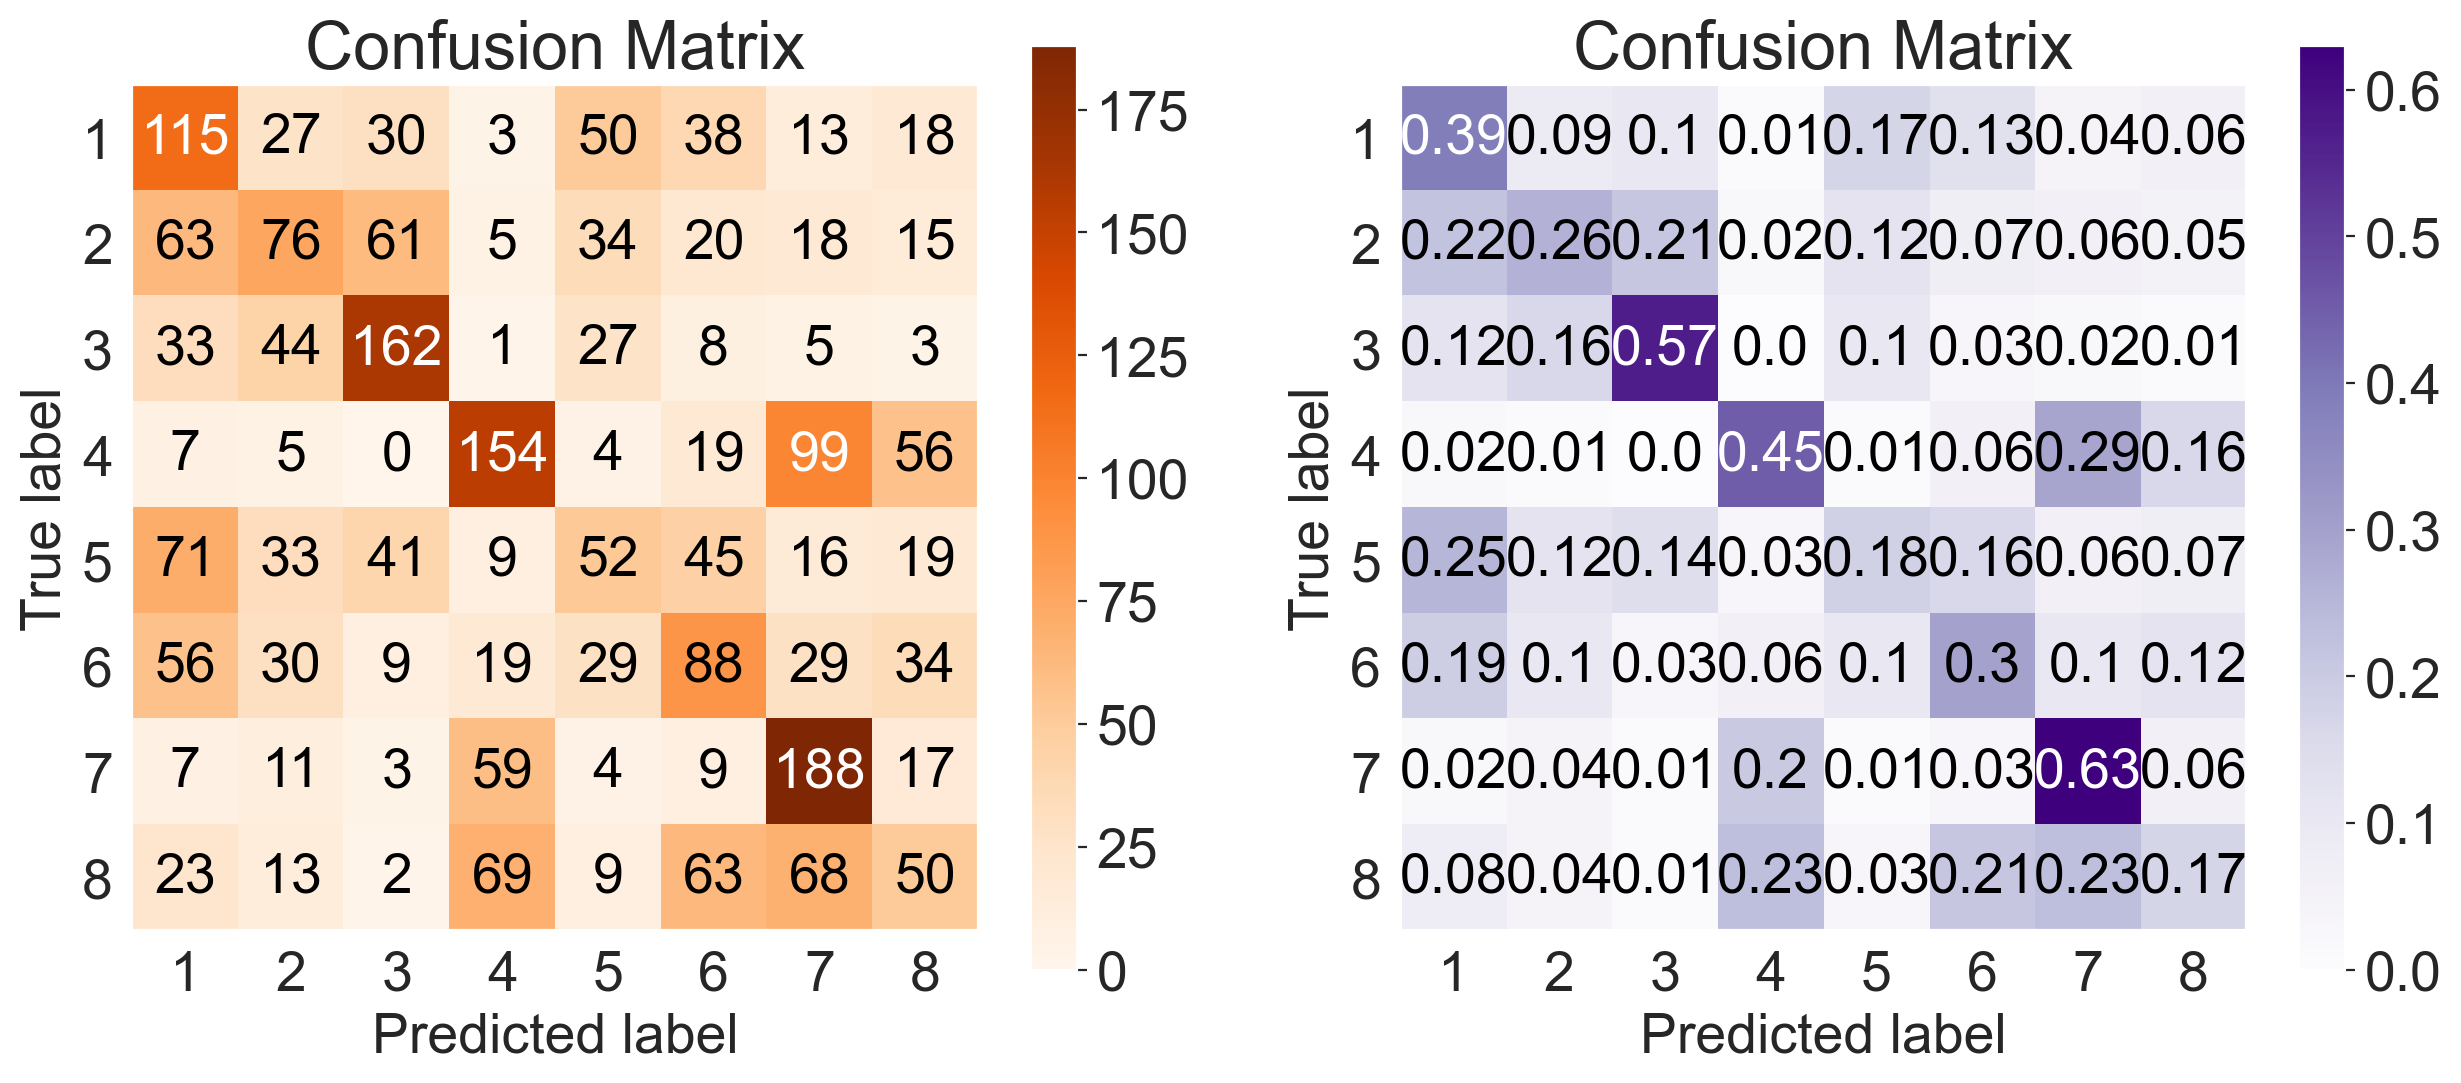 Confusion Matrix
1 115 27 30 3 50 38 13 18
2 63 76 61 5 34 20 18 15
3 33 44 162 1 27 8 5 3
4 7 5 0 154 4 19 99 56
5 71 33 41 9 52 45 16 19
6 56 30 9 19 29 88 29 34
7 7 11 3 59 4 9 188 17
8 23 13 2 69 9 63 68 50
1 2 3 4 5 6 7 8
True label
Predicted label
175
150
125
100
75
50
25
0
Confusion Matrix
1 0.39 0.09 0.1 0.01 0.17 0.13 0.04 0.06
2 0.22 0.26 0.21 0.02 0.12 0.07 0.06 0.05
3 0.12 0.16 0.57 0.0 0.1 0.03 0.02 0.01
4 0.02 0.01 0.0 0.45 0.01 0.06 0.29 0.16
5 0.25 0.12 0.14 0.03 0.18 0.16 0.06 0.07
6 0.19 0.1 0.03 0.06 0.1 0.3 0.1 0.12
7 0.02 0.04 0.01 0.2 0.01 0.03 0.63 0.06
8 0.08 0.04 0.01 0.23 0.03 0.21 0.23 0.17
1 2 3 4 5 6 7 8
True label
Predicted label
0.6
0.5
0.4
0.3
0.2
0.1
0.0